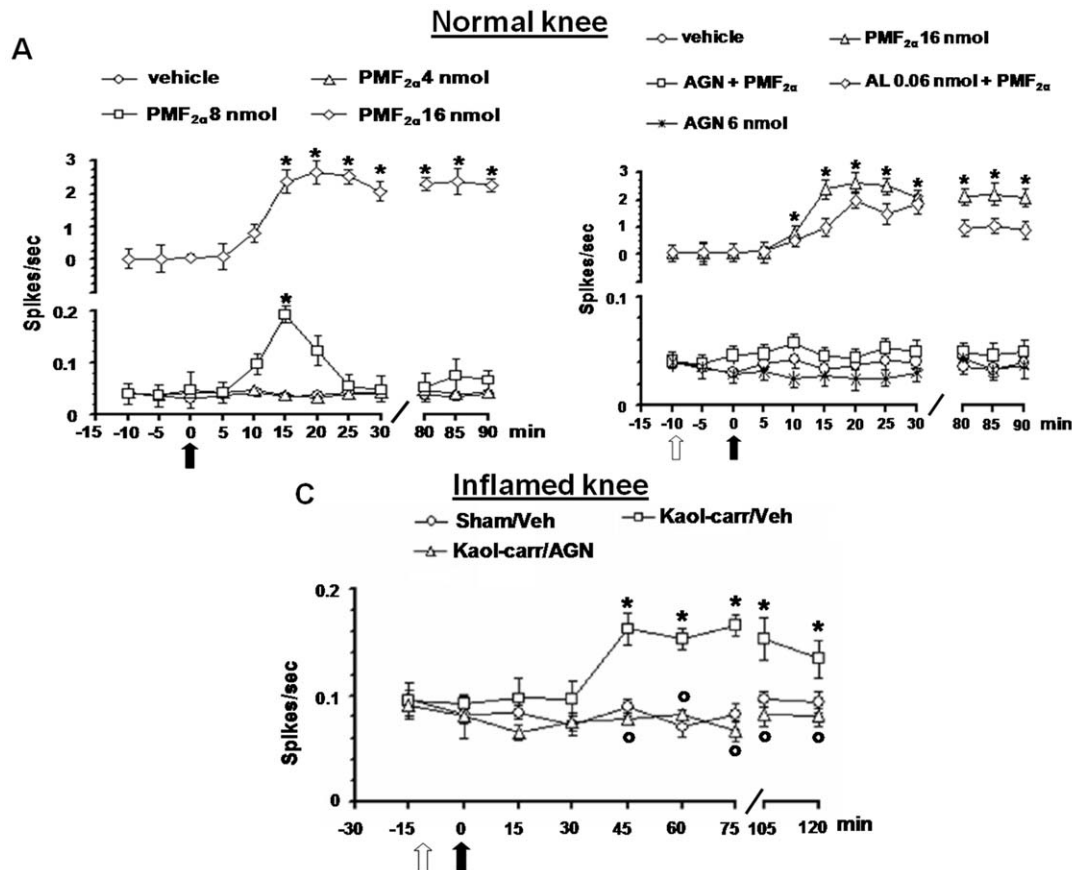 Normal knee
A
vehicle
PMF2α 4 nmol
PMF2α 8 nmol
PMF2α 16 nmol
Spikes/sec
3
2
1
0
0.2
0.1
0
* * * * * * *
*
-15 -10 -5 0 5 10 15 20 25 30 80 85 90 min
vehicle
PMF2α 16 nmol
AGN + PMF2α
AL 0.06 nmol + PMF2α
AGN 6 nmol
Spikes/sec
3
2
1
0
0.1
0
* * * * * * * *
-15 -10 -5 0 5 10 15 20 25 30 80 85 90 min
C
Inflamed knee
Sham/Veh
Kaol-carr/Veh
Kaol-carr/AGN
Spikes/sec
0.2
0.1
0
* * * * *
-30 -15 0 15 30 45 60 75 105 120 min